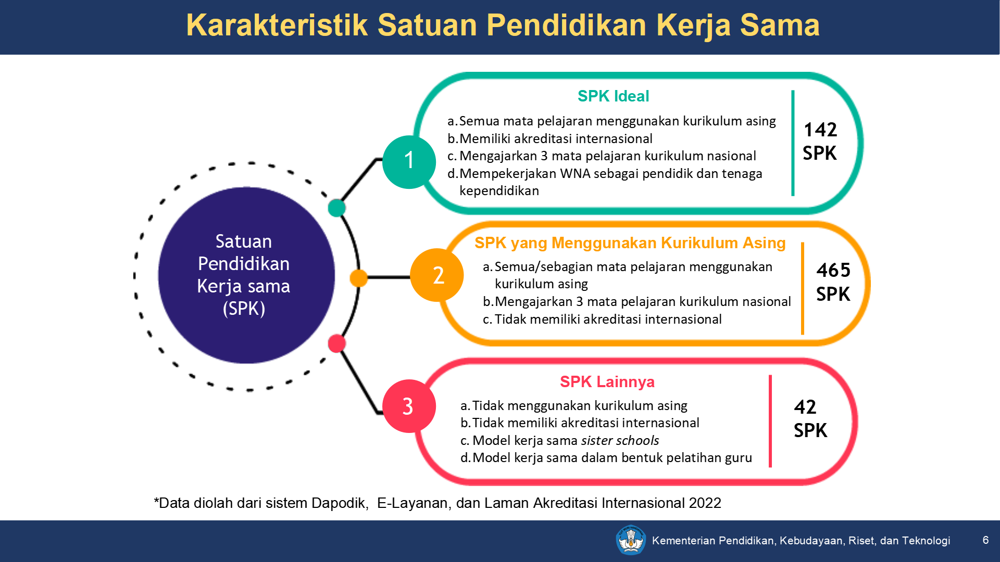 Karakteristik Satuan Pendidikan Kerja Sama
Satuan
Pendidikan
Kerja sama
(SPK)
1
SPK Ideal
a. Semua mata pelajaran menggunakan kurikulum asing
b. Memiliki akreditasi internasional
c. Mengajarkan 3 mata pelajaran kurikulum nasional
d. Mempekerjakan WNA sebagai pendidik dan tenaga
kependidikan
142
SPK
2
SPK yang Menggunakan Kurikulum Asing
a. Semua/sebagian mata pelajaran menggunakan
kurikulum asing
b. Mengajarkan 3 mata pelajaran kurikulum nasional
c. Tidak memiliki akreditasi internasional
465
SPK
3
SPK Lainnya
a. Tidak menggunakan kurikulum asing
b. Tidak memiliki akreditasi internasional
c. Model kerja sama sister schools
d. Model kerja sama dalam bentuk pelatihan guru
42
SPK
*Data diolah dari sistem Dapodik, E-Layanan, dan Laman Akreditasi Internasional 2022
Kementerian Pendidikan, Kebudayaan, Riset, dan Teknologi
6